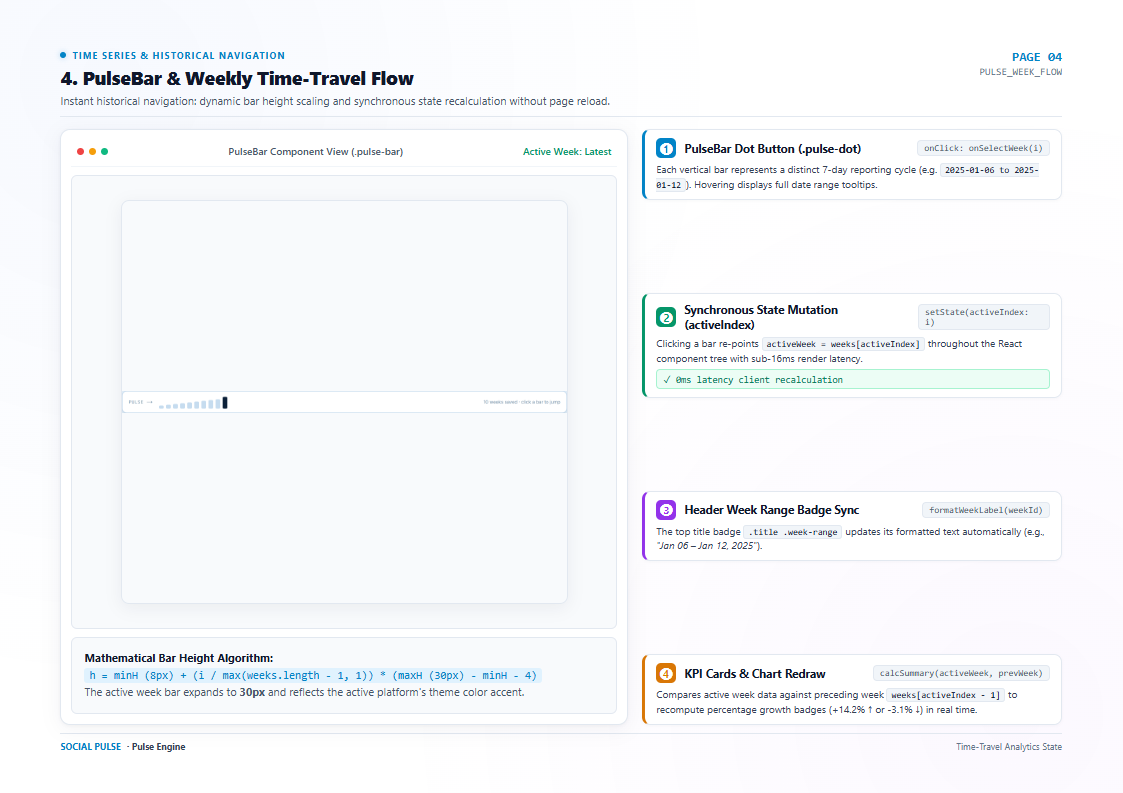 TIME SERIES & HISTORICAL NAVIGATION
4. PulseBar & Weekly Time-Travel Flow
Instant historical navigation: dynamic bar height scaling and synchronous state recalculation without page reload.
PAGE 04
PULSE_WEEK_FLOW
PulseBar Component View (.pulse-bar)
Active Week: Latest
PULSE →
10 weeks saved · click a bar to jump
Mathematical Bar Height Algorithm:
h = minH (8px) + (i / max(weeks.length - 1, 1)) * (maxH (30px) - minH - 4)
The active week bar expands to 30px and reflects the active platform's theme color accent.
1 PulseBar Dot Button (.pulse-dot)
onClick: onSelectWeek(i)
Each vertical bar represents a distinct 7-day reporting cycle (e.g. 2025-01-06 to 2025-
01-12 ). Hovering displays full date range tooltips.
2 Synchronous State Mutation
(activeIndex)
setState(activeIndex:
i)
Clicking a bar re-points activeWeek = weeks[activeIndex] throughout the React
component tree with sub-16ms render latency.
✓ 0ms latency client recalculation
3 Header Week Range Badge Sync
formatWeekLabel(weekId)
The top title badge .title .week-range updates its formatted text automatically (e.g.,
"Jan 06 – Jan 12, 2025").
4 KPI Cards & Chart Redraw
calcSummary(activeWeek, prevWeek)
Compares active week data against preceding week weeks[activeIndex - 1] to
recompute percentage growth badges (+14.2% ↑ or -3.1% ↓) in real time.
SOCIAL PULSE · Pulse Engine
Time-Travel Analytics State